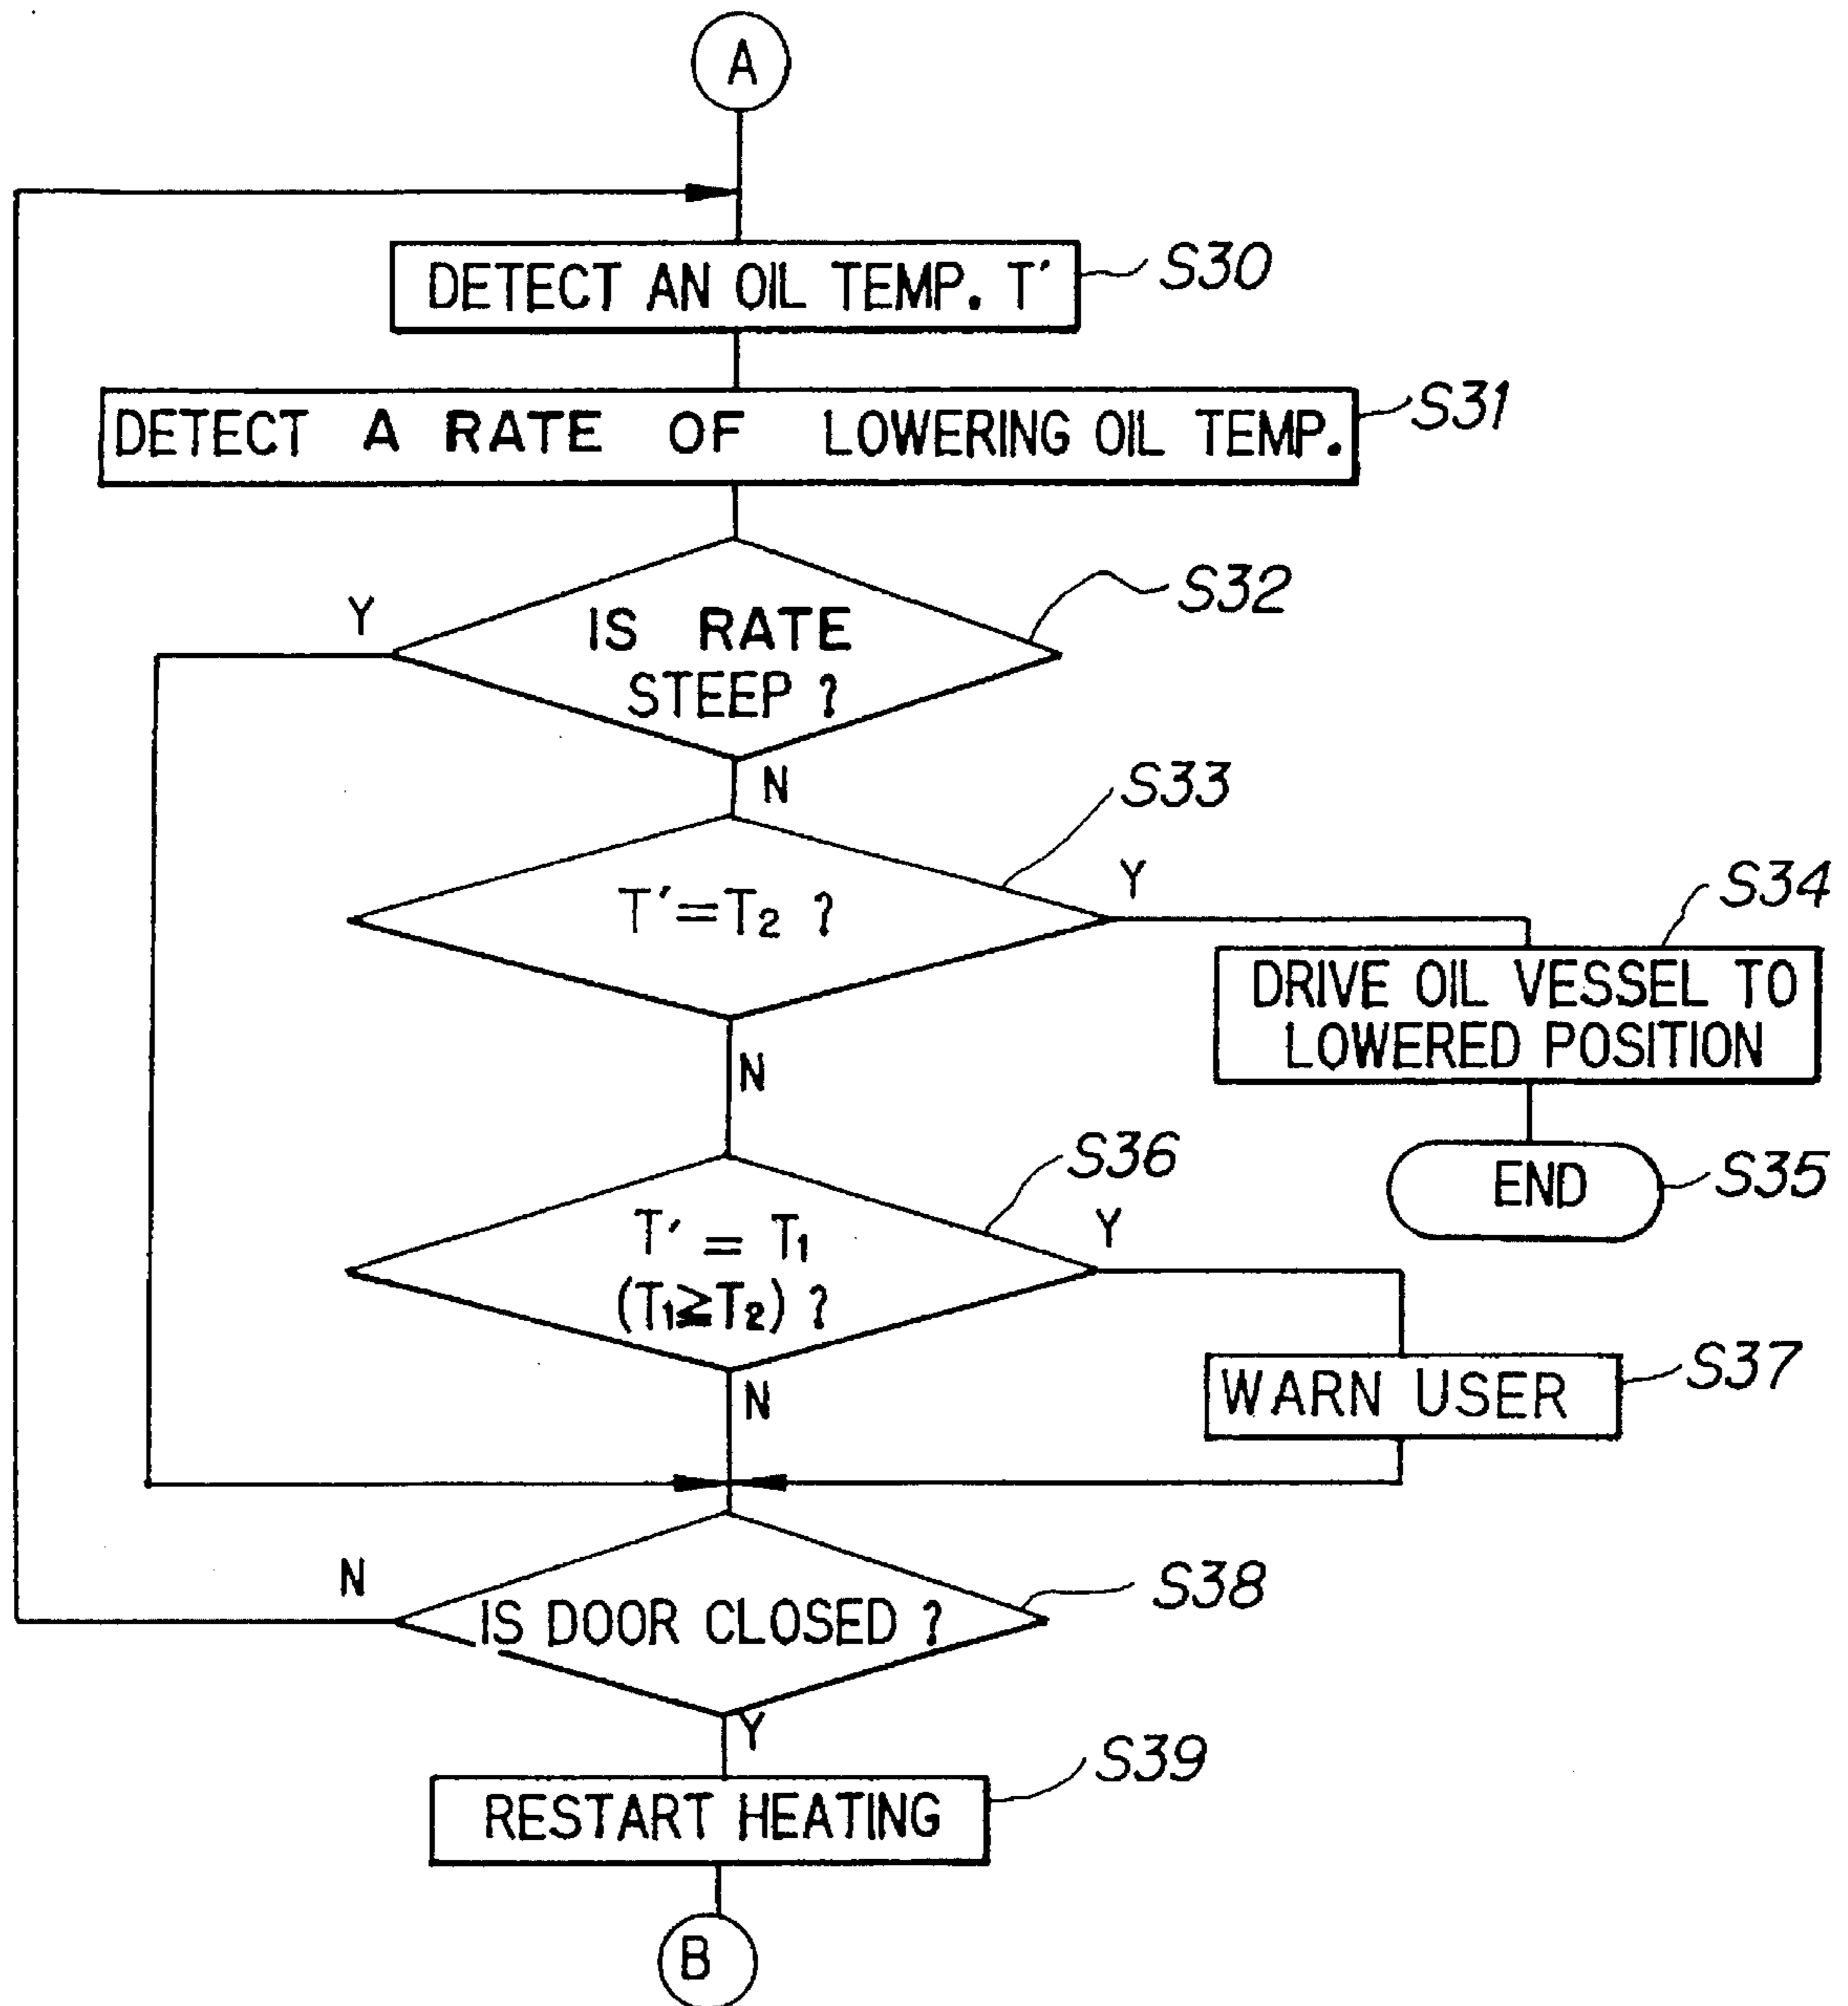 A
DETECT AN OIL TEMP. T'
S30
DETECT A RATE OF LOWERING OIL TEMP.
S31
S32
Y
IS RATE
STEEP ?
N
S33
T'=T2 ?
Y
S34
DRIVE OIL VESSEL TO
LOWERED POSITION
N
S36
END
S35
Y
T' = T1
(T1≧T2) ?
S37
WARN USER
N
N
S38
IS DOOR CLOSED ?
Y
S39
RESTART HEATING
B